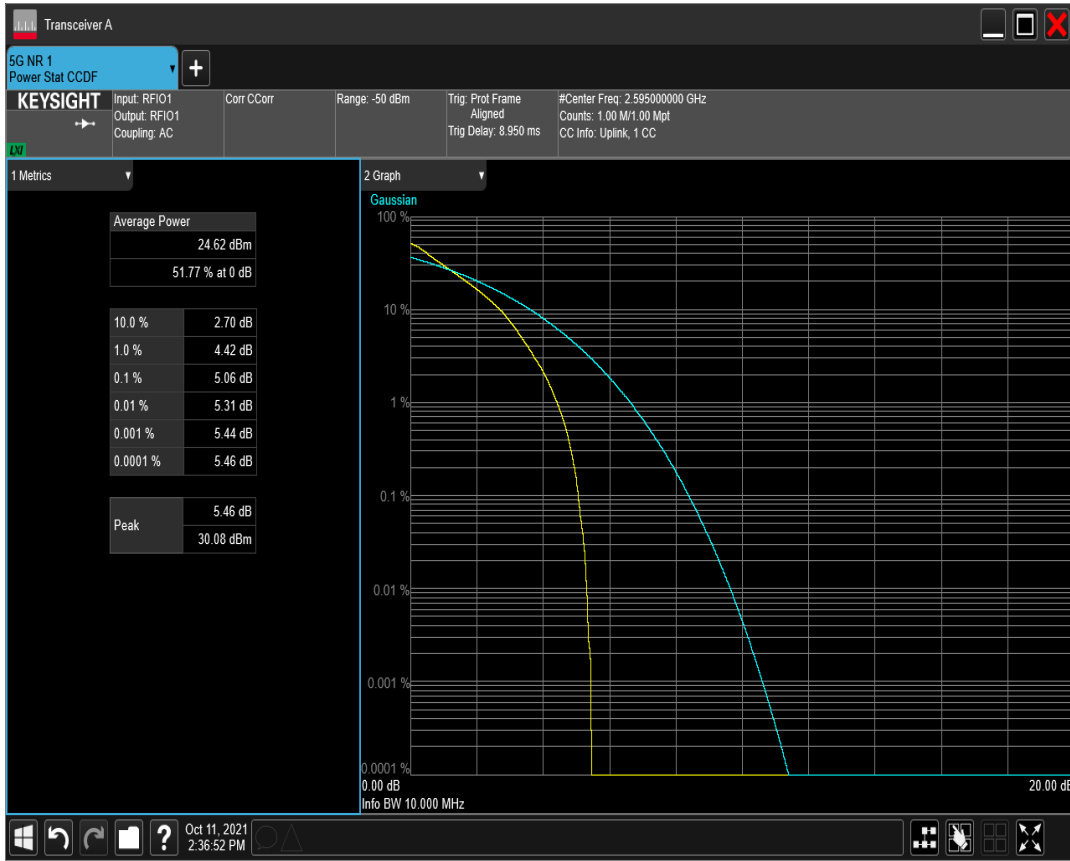 Transceiver A
5G NR 1
Power Stat CCDF
KEYSIGHT
LXI
Input: RFIO1
Output: RFIO1
Coupling: AC
Corr CCorr
Range: -50 dBm
Trig: Prot Frame
Aligned
Trig Delay: 8.950 ms
#Center Freq: 2.595000000 GHz
Counts: 1.00 M/1.00 Mpt
CC Info: Uplink, 1 CC
1 Metrics
Average Power
24.62 dBm
51.77 % at 0 dB
10.0 % 2.70 dB
1.0 % 4.42 dB
0.1 % 5.06 dB
0.01 % 5.31 dB
0.001 % 5.44 dB
0.0001 % 5.46 dB
Peak
5.46 dB
30.08 dBm
2 Graph
Gaussian
100 %
10 %
1 %
0.1 %
0.01 %
0.001 %
0.0001 %
0.00 dB 20.00 dB
Info BW 10.000 MHz
?
Oct 11, 2021
2:36:52 PM